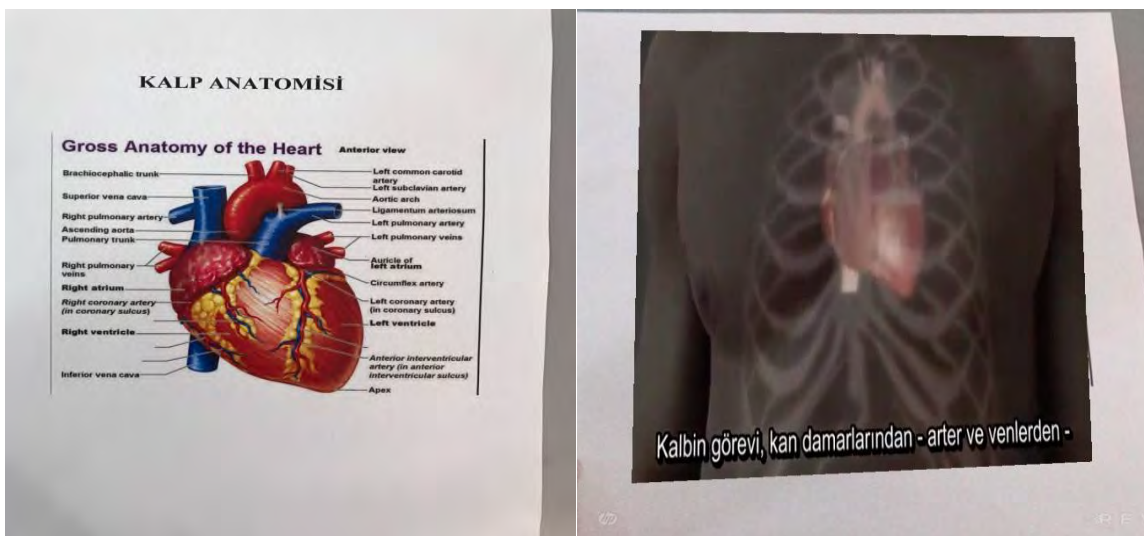 KALP ANATOMİSİ
Gross Anatomy of the Heart
Anterior view
Brachiocephalic trunk
Superior vena cava
Right pulmonary artery
Ascending aorta
Pulmonary trunk
Right pulmonary
veins
Right atrium
Right coronary artery
(in coronary sulcus)
Right ventricle
Inferior vena cava
Left common carotid
artery
Left subclavian artery
Aortic arch
Ligamentum arteriosum
Left pulmonary artery
Left pulmonary veins
Auricle of
left atrium
Circumflex artery
Left coronary artery
(in coronary sulcus)
Left ventricle
Anterior interventricular
artery (in anterior
interventricular sulcus)
Apex
Kalbin görevi, kan damarlarından - arter ve venlerden -